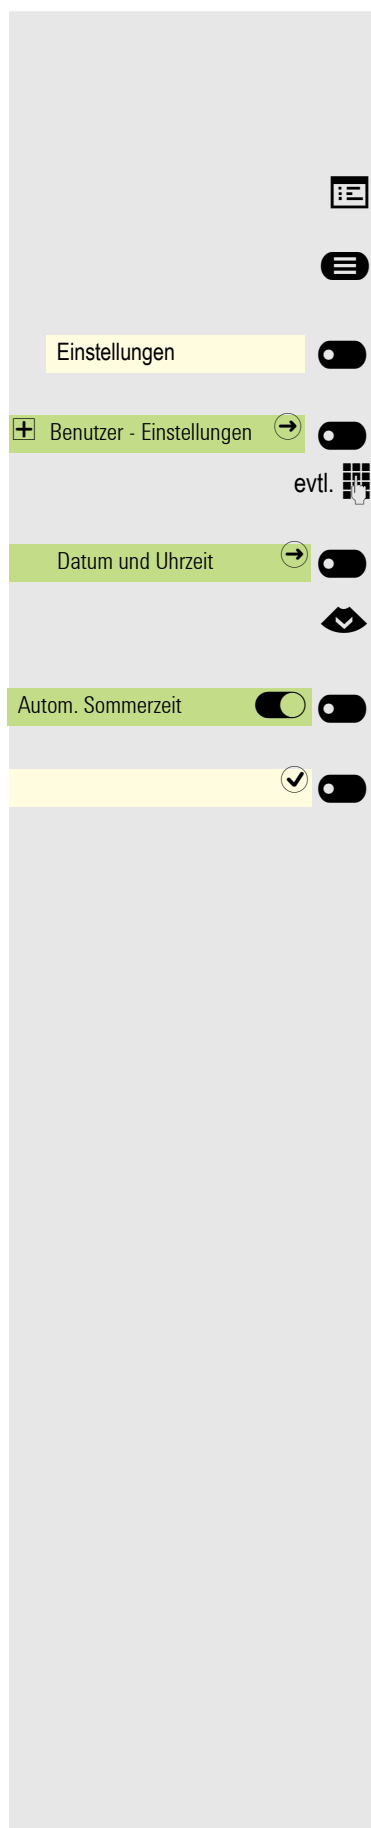 Einstellungen
Benutzer - Einstellungen
evtl.
Datum und Uhrzeit
Autom. Sommerzeit